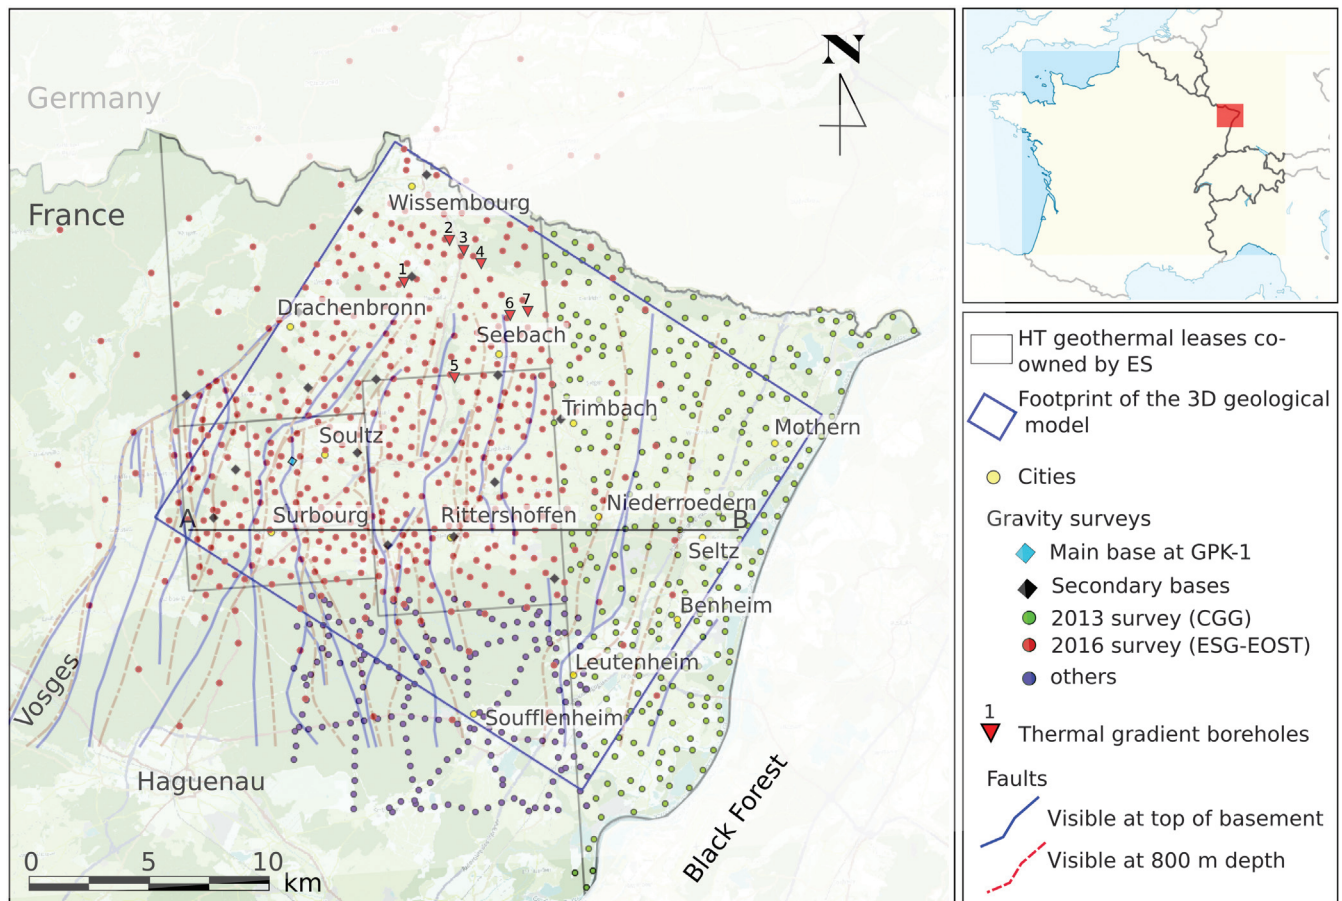 N
Germany
France
Wissembourg
2
3
4
1
Drachenbronn
6
7
Seebach
5
Trimbach
Mothern
Soultz
Niederroedern
A
Surbourg
Rittershoffen
B
Seltz
Benheim
Leutenheim
Vosges
Soufflenheim
Haguenau
Black Forest
0
5
10
km
HT geothermal leases co-
owned by ES
Footprint of the 3D geological
model
Cities
Gravity surveys
Main base at GPK-1
Secondary bases
2013 survey (CGG)
2016 survey (ESG-EOST)
others
1
Thermal gradient boreholes
Faults
Visible at top of basement
Visible at 800 m depth